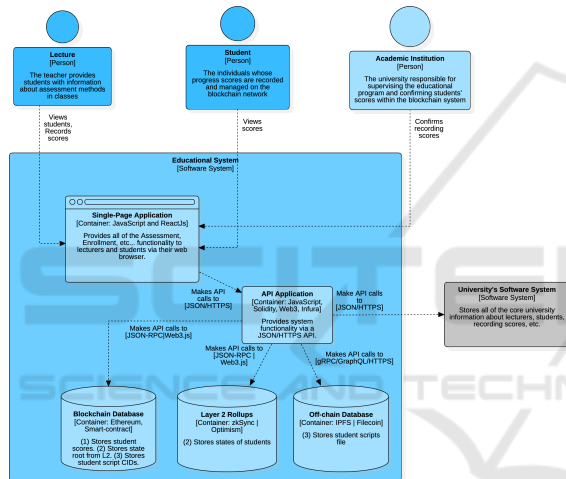 Lecture
[Person]
The teacher provides
students with information
about assessment methods
in classes
Student
[Person]
The individuals whose
progress scores are recorded
and managed on the
blockchain network
Academic Institution
[Person]
The university responsible for
supervising the educational
program and confirming students'
scores within the blockchain system
Views
students,
Records
scores
Views
scores
Confirms
recording
scores
Educational System
[Software System]
Single-Page Application
[Container: JavaScript and ReactJs]
Provides all of the Assessment,
Enrollment, etc... functionality to
lecturers and students via their web
browser.
Makes API
calls to
[JSON/HTTPS]
API Application
[Container: JavaScript,
Solidity, Web3, Infura]
Provides system
functionality via a
JSON/HTTPS API.
Make API calls
to
[JSON/HTTPS]
University's Software System
[Software System]
Stores all of the core university
information about lecturers, students,
recording scores, etc.
Makes API calls to
[JSON-RPC|Web3.js]
Makes API calls to
[JSON-RPC |
Web3.js]
Makes API calls to
[gRPC/GraphQL/HTTPS]
Blockchain Database
[Container: Ethereum,
Smart-contract]
(1) Stores student
scores. (2) Stores state
root from L2. (3) Stores
student script CIDs.
Layer 2 Rollups
[Container: zkSync |
Optimism]
(2) Stores states of students
Off-chain Database
[Container: IPFS | Filecoin]
(3) Stores student scripts
file
SCITE
SCIENCE AND TECHN